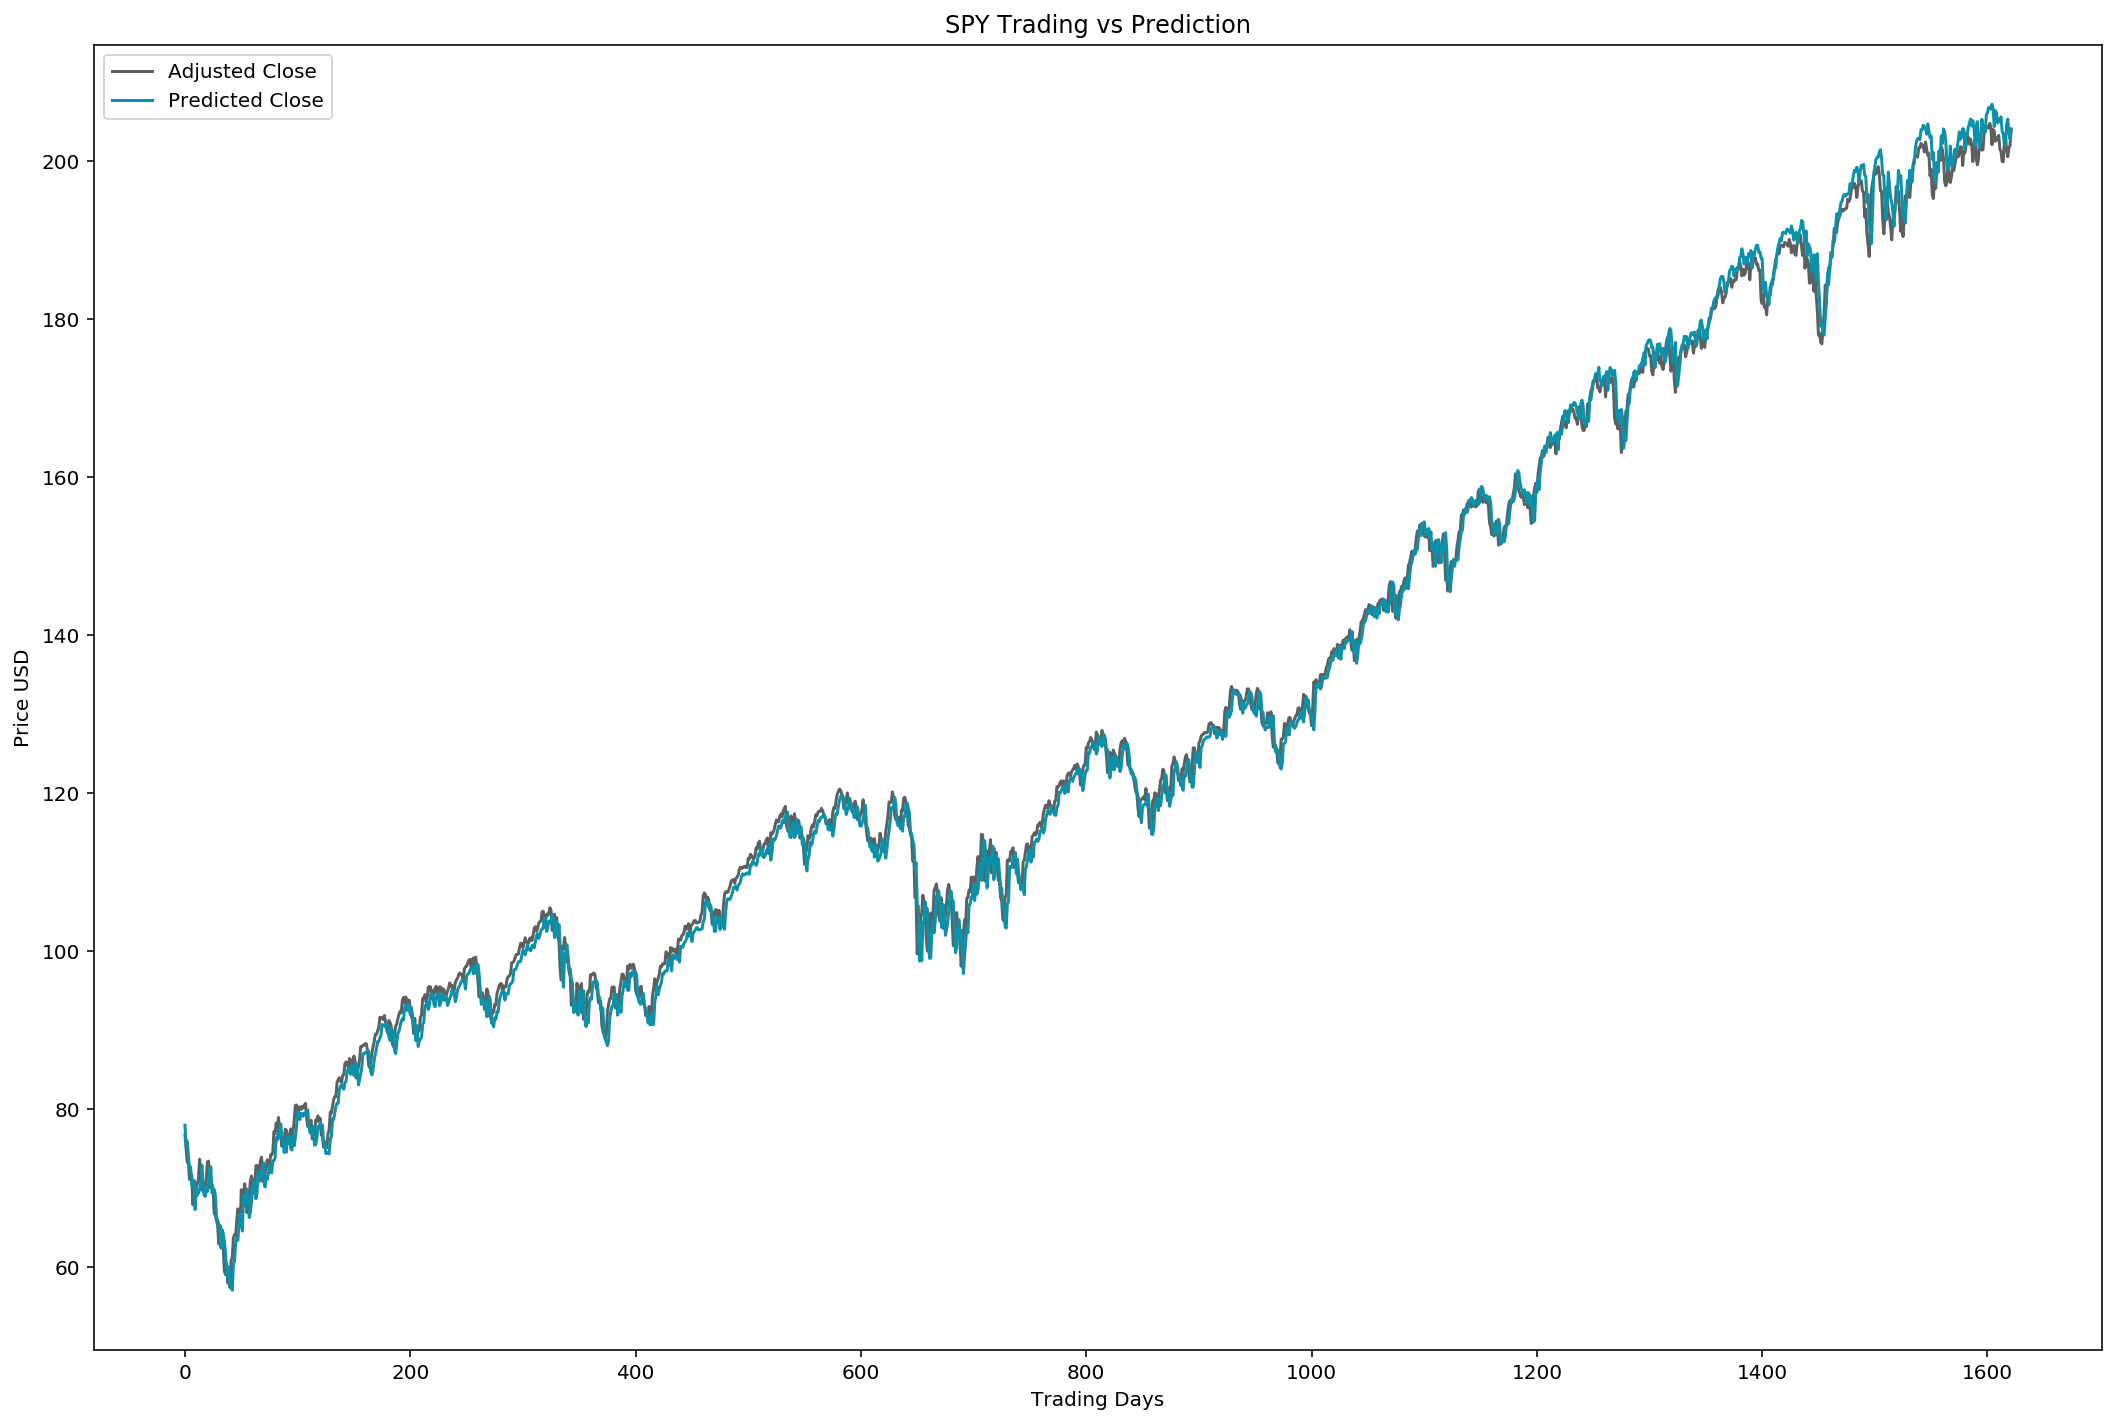 SPY Trading vs Prediction
Adjusted Close
Predicted Close
200
180
160
140
120
100
80
60
Price USD
0 200 400 600 800 1000 1200 1400 1600
Trading Days